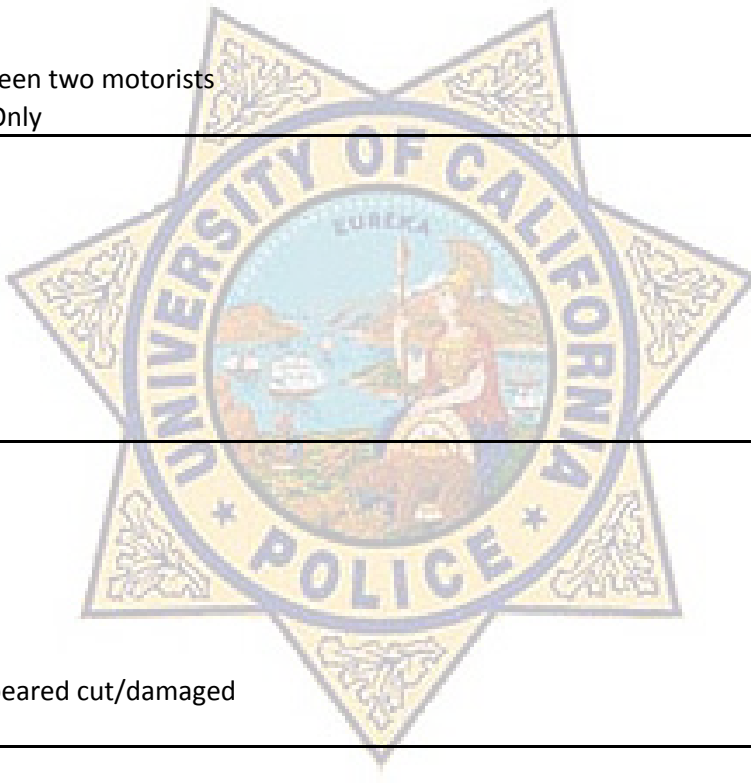 een two motorists
Only
UNIVERSITY OF CALIFORNIA
EUREKA
POLICE
eared cut/damaged